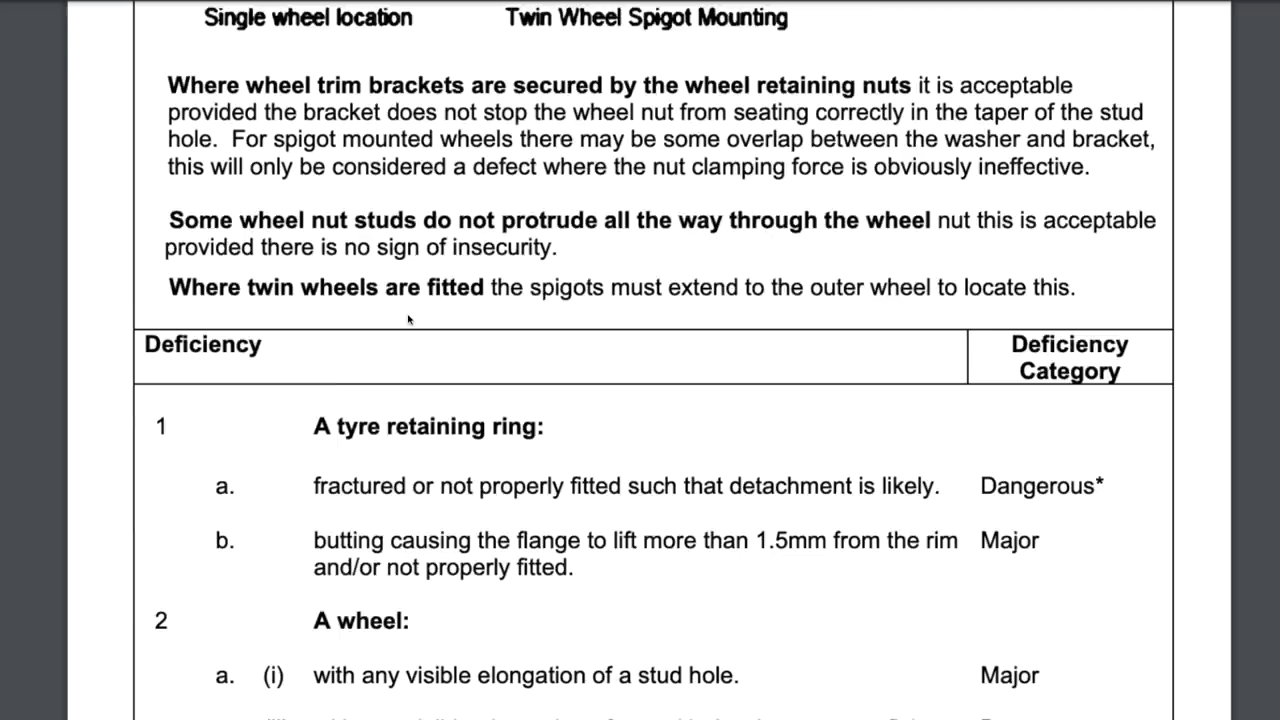 Single wheel location Twin Wheel Spigot Mounting
Where wheel trim brackets are secured by the wheel retaining nuts it is acceptable
provided the bracket does not stop the wheel nut from seating correctly in the taper of the stud
hole. For spigot mounted wheels there may be some overlap between the washer and bracket,
this will only be considered a defect where the nut clamping force is obviously ineffective.
Some wheel nut studs do not protrude all the way through the wheel nut this is acceptable
provided there is no sign of insecurity.
Where twin wheels are fitted the spigots must extend to the outer wheel to locate this.
Deficiency Deficiency
Category
1 A tyre retaining ring:
a. fractured or not properly fitted such that detachment is likely. Dangerous*
b. butting causing the flange to lift more than 1.5mm from the rim Major
and/or not properly fitted.
2 A wheel:
a. (i) with any visible elongation of a stud hole. Major